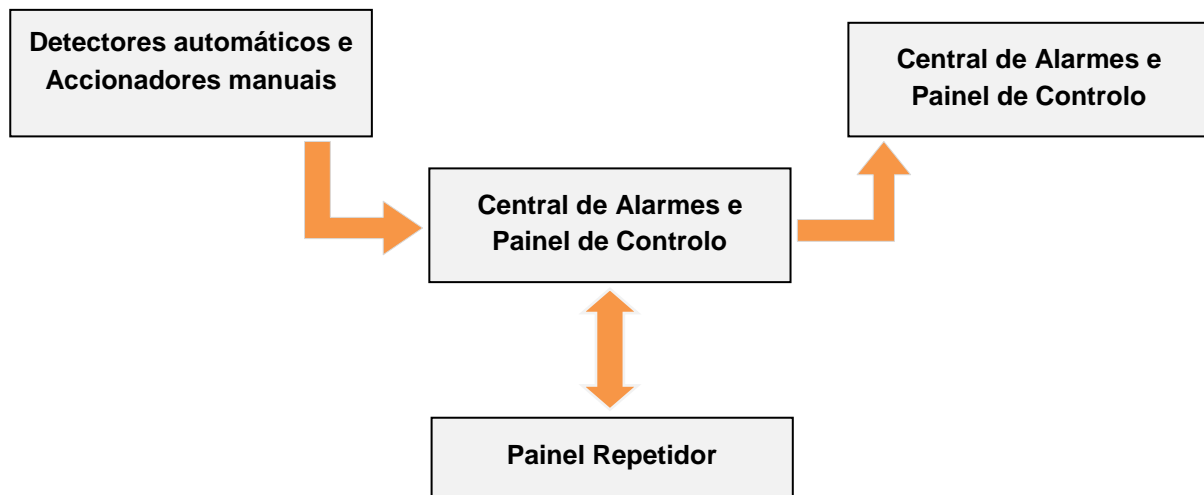 Detectores automáticos e
Accionadores manuais
Central de Alarmes e
Painel de Controlo
Central de Alarmes e
Painel de Controlo
Painel Repetidor